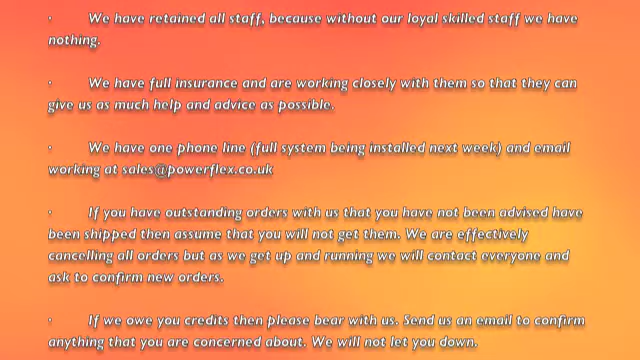 · We have retained all staff, because without our loyal skilled staff we have
nothing.
· We have full insurance and are working closely with them so that they can
give us as much help and advice as possible.
· We have one phone line (full system being installed next week) and email
working at sales@powerflex.co.uk
· If you have outstanding orders with us that you have not been advised have
been shipped then assume that you will not get them. We are effectively
cancelling all orders but as we get up and running we will contact everyone and
ask to confirm new orders.
· If we owe you credits then please bear with us. Send us an email to confirm
anything that you are concerned about. We will not let you down.